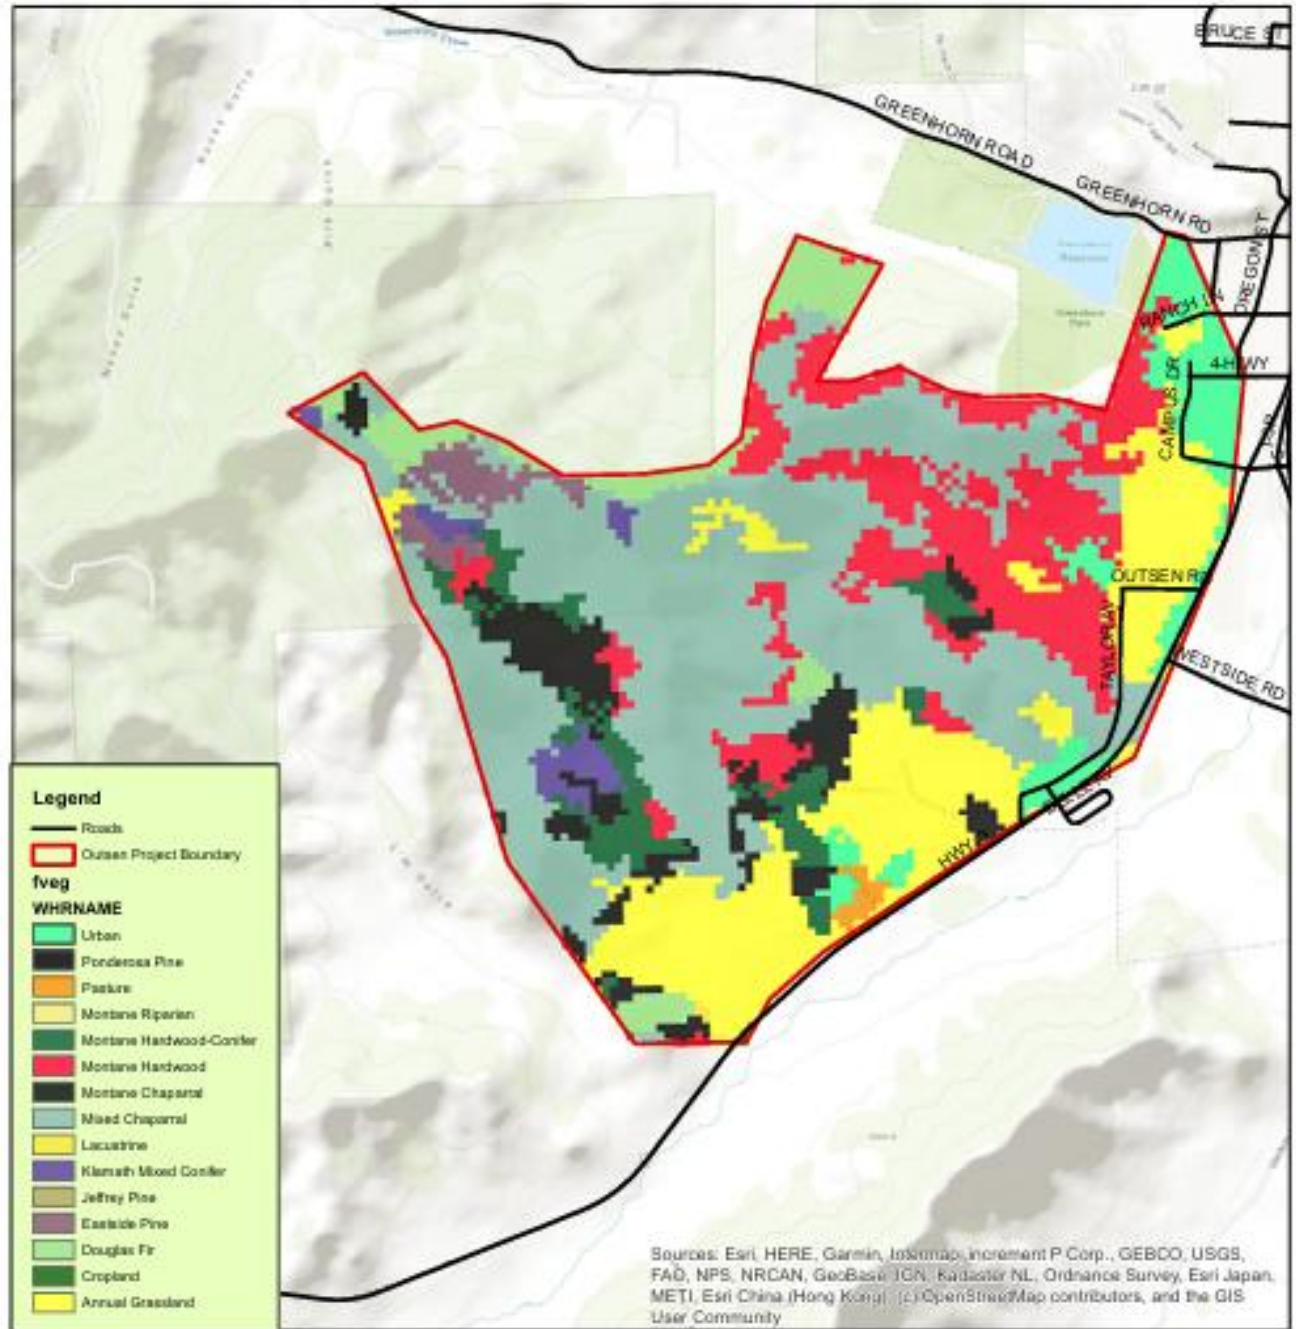 BRUCE ST
GREENHORN ROAD
GREENHORN RD
OREGON ST
RANCH LN
4-H WY
CAMPUS DR
OUTSEN RD
TAYLOR LAY
WESTSIDE RD
HWY
Legend
Roads
Outsen Project Boundary
fveg
WHRNAME
Urban
Ponderosa Pine
Pasture
Montane Riparian
Montane Hardwood-Conifer
Montane Hardwood
Montane Chaparral
Mixed Chaparral
Lacustrine
Klamath Mixed Conifer
Jeffrey Pine
Eastside Pine
Douglas Fir
Cropland
Annual Grassland
Sources: Esri, HERE, Garmin, Intermap, increment P Corp., GEBCO, USGS,
FAO, NPS, NRCAN, GeoBase, IGN, Kadaster NL, Ordnance Survey, Esri Japan,
METI, Esri China (Hong Kong), (c) OpenStreetMap contributors, and the GIS
User Community